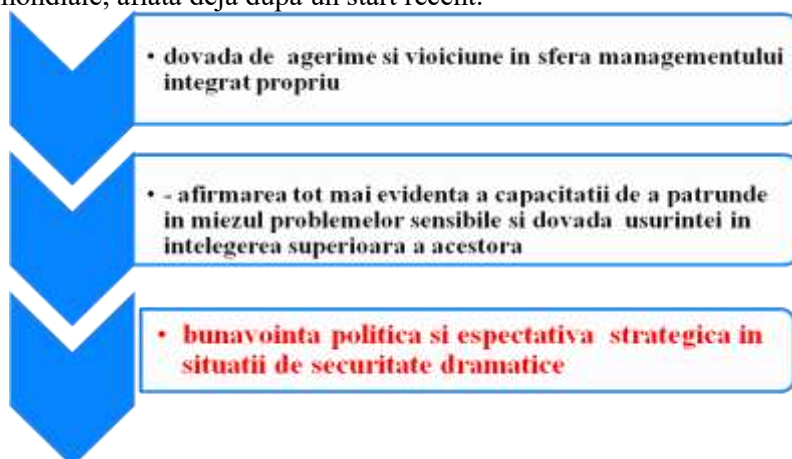 mondiale, aflata deja dupa un start recent.
• dovada de agerime si vioiciune in sfera managementului
integrat propriu
• - afirmarea tot mai evidenta a capacitatii de a patrunde
in miezul problemelor sensibile si dovada usurintei in
intelegerea superioara a acestora
• bunavointa politica si espectativa strategica in
situatii de securitate dramatice